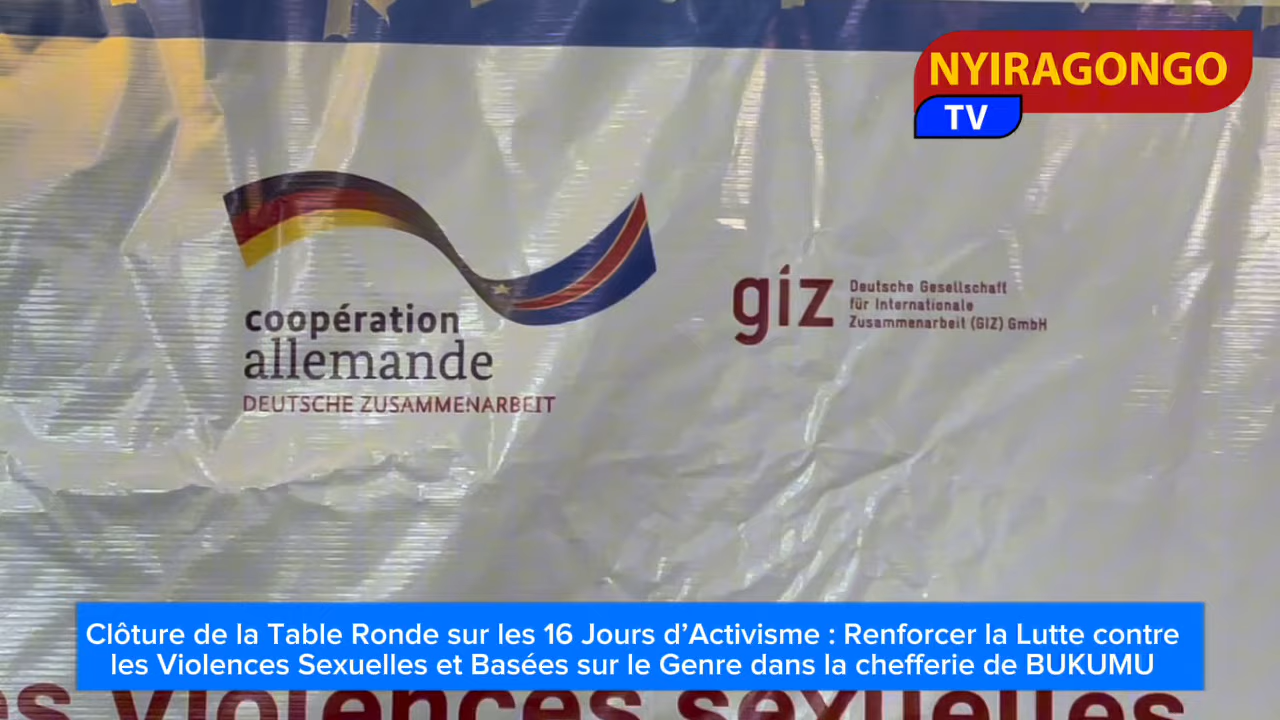 NYIRAGONGO
TV
coopération
allemande
DEUTSCHE ZUSAMMENARBEIT
giz
Deutsche Gesellschaft
für Internationale
Zusammenarbeit (GIZ) GmbH
Clôture de la Table Ronde sur les 16 Jours d’Activisme : Renforcer la Lutte contre
les Violences Sexuelles et Basées sur le Genre dans la chefferie de BUKUMU
violences sexuelles